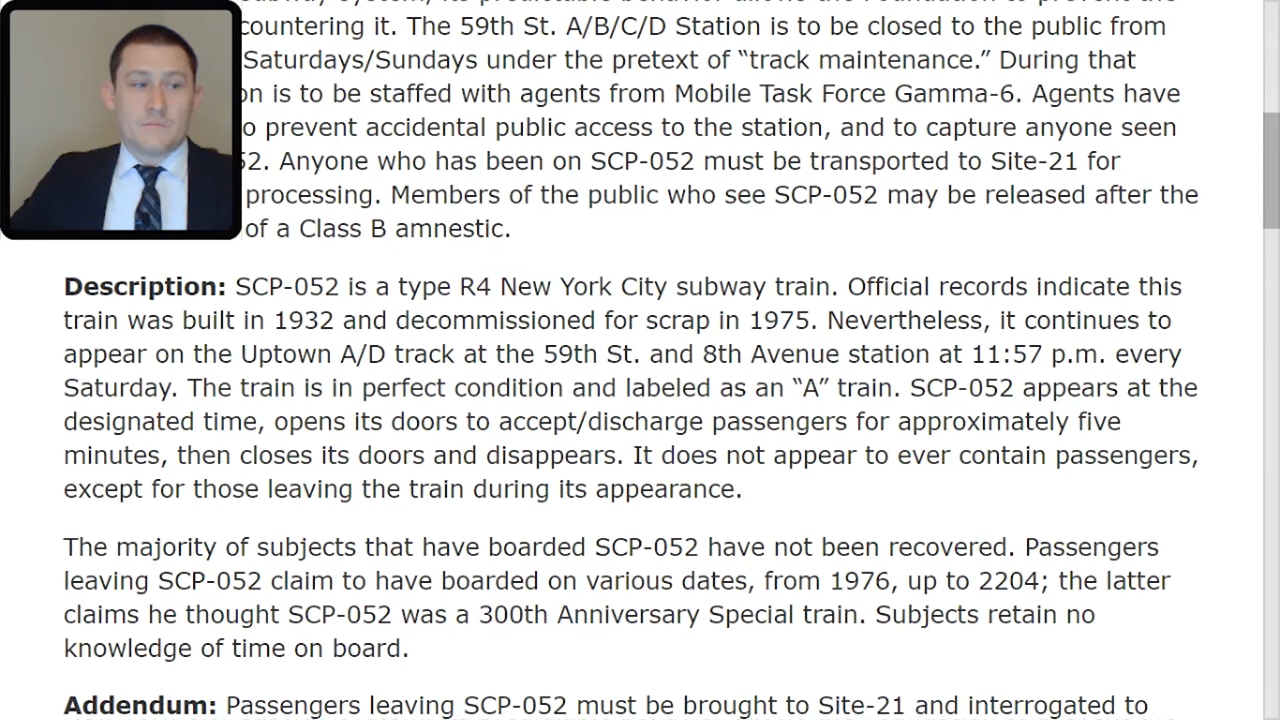 countering it. The 59th St. A/B/C/D Station is to be closed to the public from
Saturdays/Sundays under the pretext of “track maintenance.” During that
is to be staffed with agents from Mobile Task Force Gamma-6. Agents have
prevent accidental public access to the station, and to capture anyone seen
Anyone who has been on SCP-052 must be transported to Site-21 for
processing. Members of the public who see SCP-052 may be released after the
of a Class B amnestic.
Description: SCP-052 is a type R4 New York City subway train. Official records indicate this
train was built in 1932 and decommissioned for scrap in 1975. Nevertheless, it continues to
appear on the Uptown A/D track at the 59th St. and 8th Avenue station at 11:57 p.m. every
Saturday. The train is in perfect condition and labeled as an “A” train. SCP-052 appears at the
designated time, opens its doors to accept/discharge passengers for approximately five
minutes, then closes its doors and disappears. It does not appear to ever contain passengers,
except for those leaving the train during its appearance.
The majority of subjects that have boarded SCP-052 have not been recovered. Passengers
leaving SCP-052 claim to have boarded on various dates, from 1976, up to 2204; the latter
claims he thought SCP-052 was a 300th Anniversary Special train. Subjects retain no
knowledge of time on board.
Addendum: Passengers leaving SCP-052 must be brought to Site-21 and interrogated to